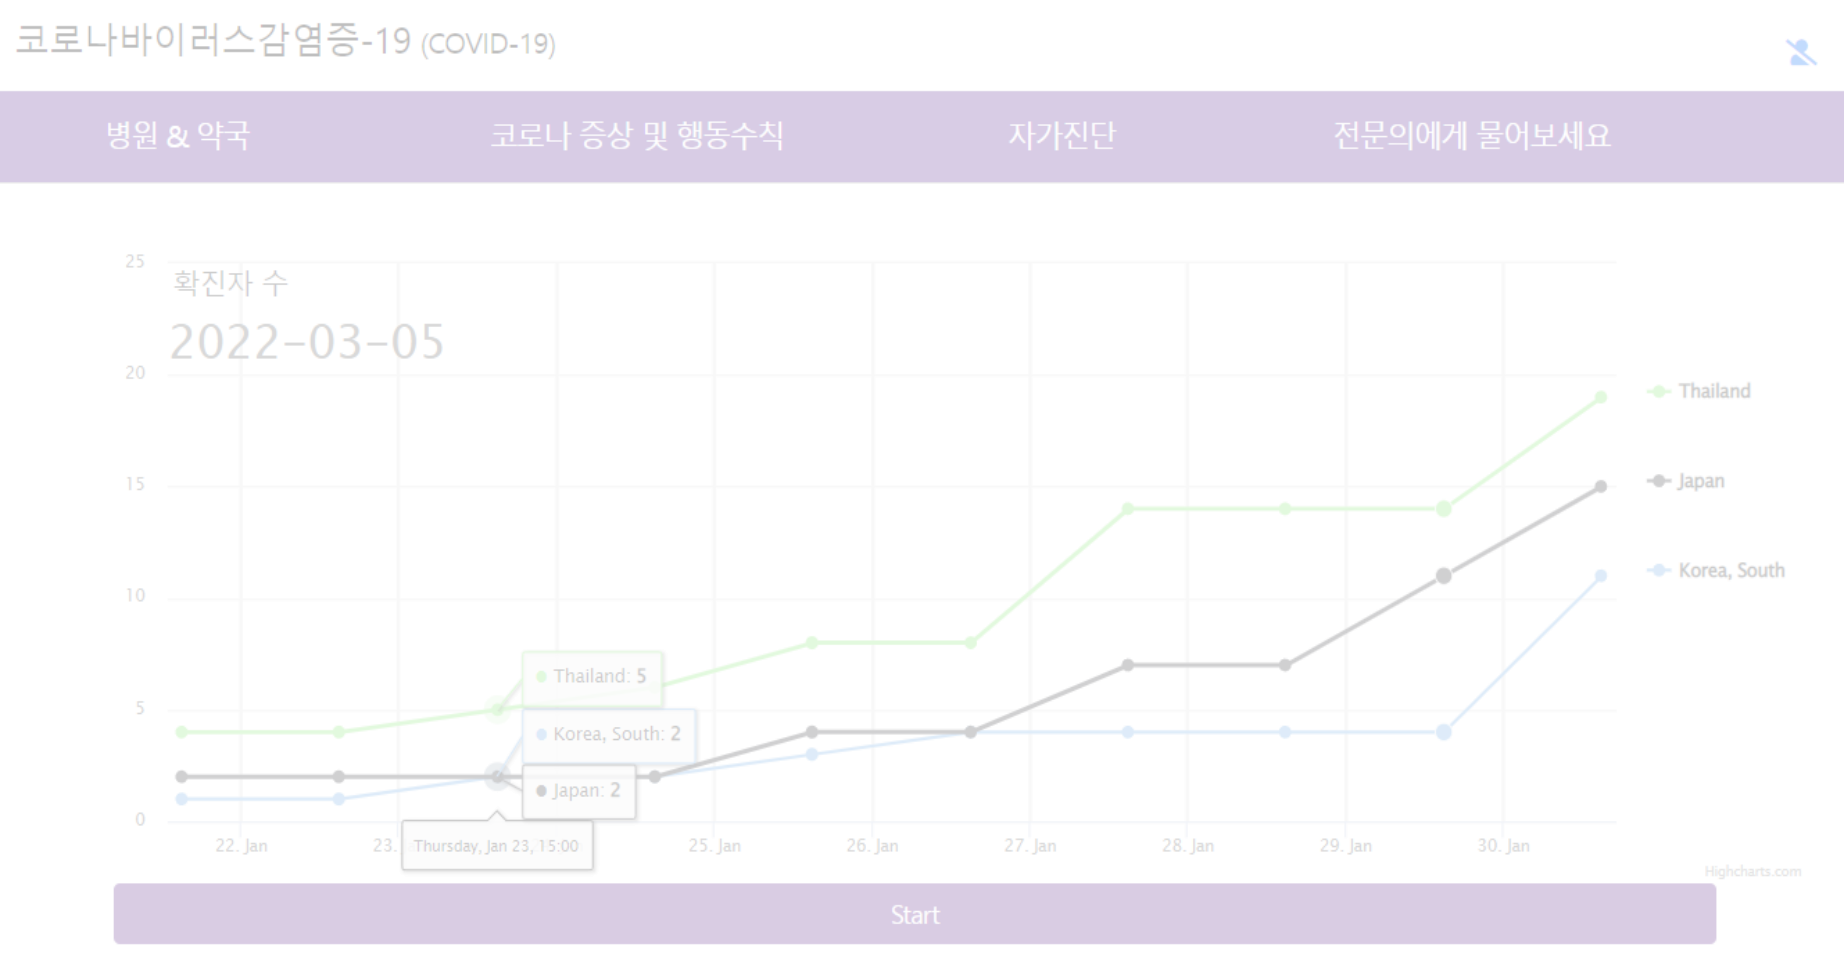 코로나바이러스감염증-19 (COVID-19)
병원 & 약국 코로나 증상 및 행동수칙 자가진단 전문의에게 물어보세요
확진자 수
2022-03-05
25
20
15
10
5
0
Thailand
Japan
Korea, South
Thailand: 5
Korea, South: 2
Japan: 2
22. Jan 23. 25. Jan 26. Jan 27. Jan 28. Jan 29. Jan 30. Jan
Thursday, Jan 23, 15:00
Highcharts.com
Start